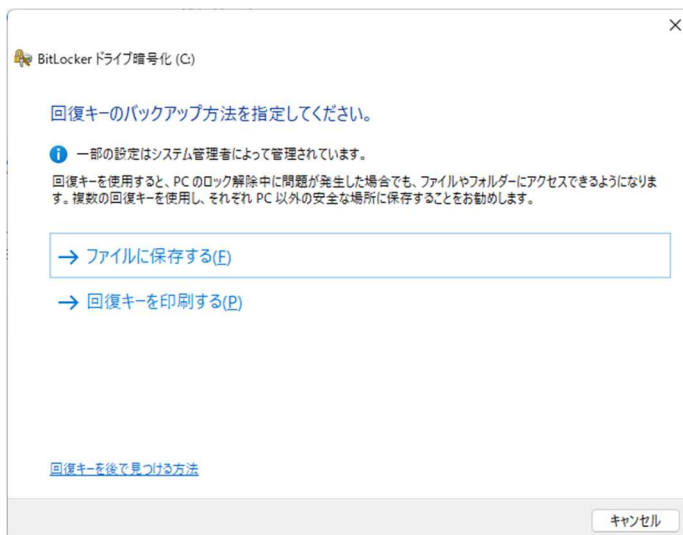 BitLocker ドライブ暗号化 (C:)
回復キーのバックアップ方法を指定してください。
一部の設定はシステム管理者によって管理されています。
回復キーを使用すると、PC のロック解除中に問題が発生した場合でも、ファイルやフォルダーにアクセスできるようになりま
す。複数の回復キーを使用し、それぞれ PC 以外の安全な場所に保存することをお勧めします。
→ ファイルに保存する(F)
→ 回復キーを印刷する(P)
回復キーを後で見つける方法
キャンセル